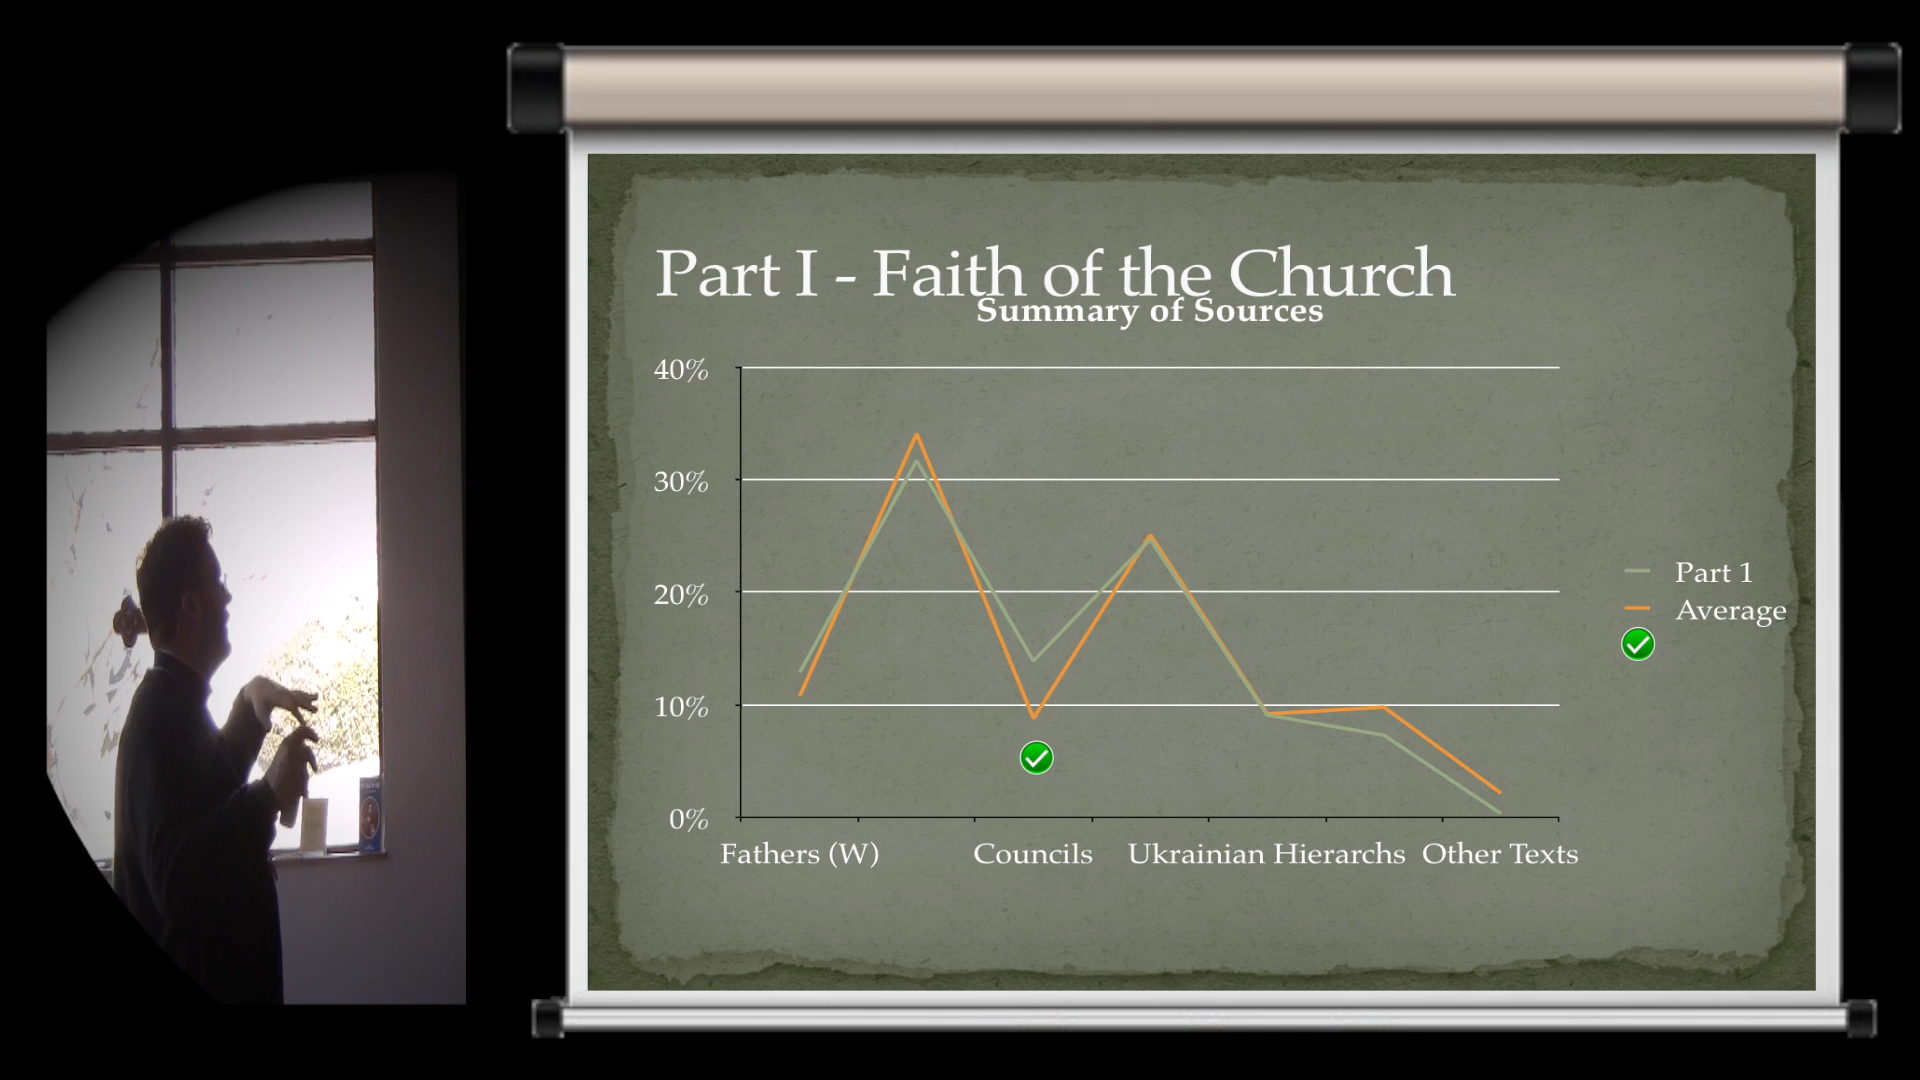 Part I - Faith of the Church
Summary of Sources
40%
30%
20%
10%
0%
Fathers (W) Councils Ukrainian Hierarchs Other Texts
Part 1
Average